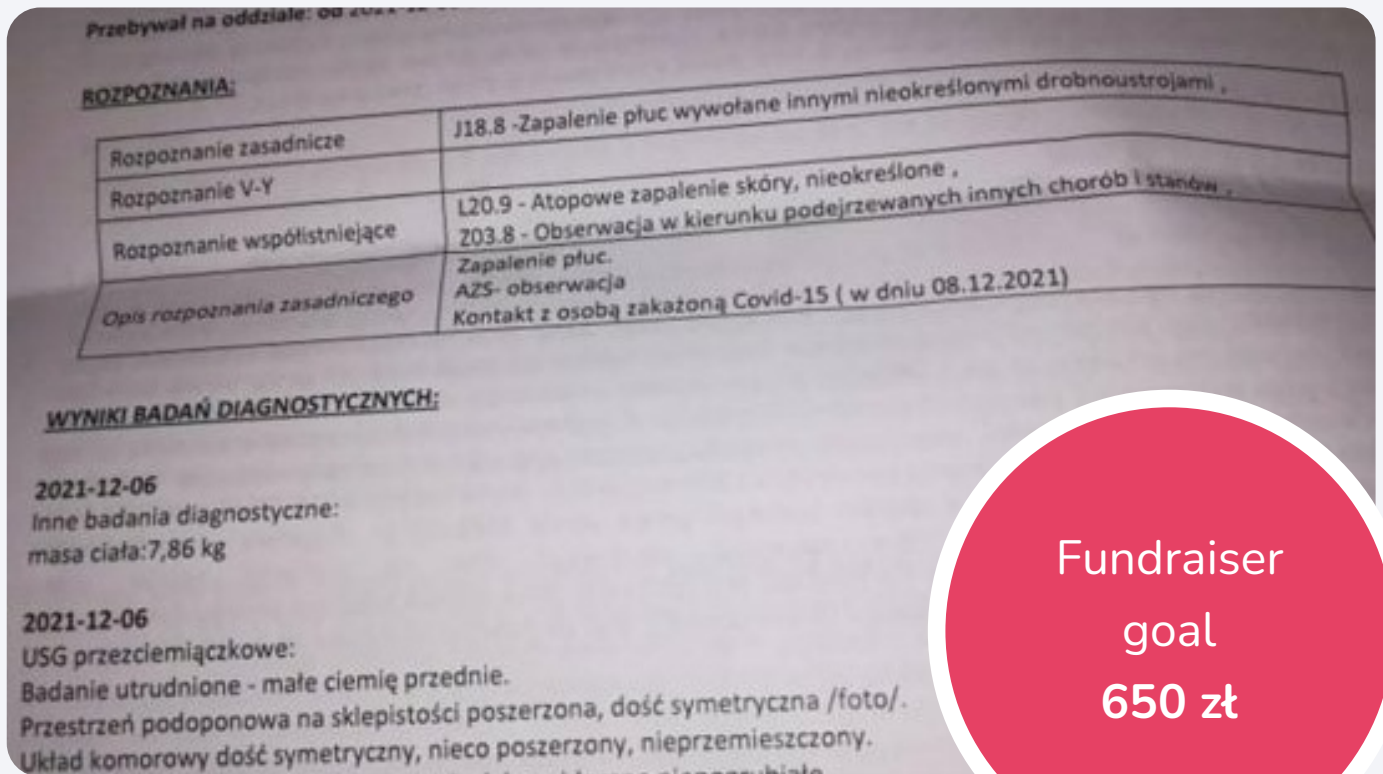 Przebywał na oddziale: od
ROZPOZNANIA:
Rozpoznanie zasadnicze
J18.8 -Zapalenie płuc wywołane innymi nieokreślonymi drobnoustrojami ,
Rozpoznanie V-Y
Rozpoznanie współistniejące
L20.9 - Atopowe zapalenie skóry, nieokreślone ,
Z03.8 - Obserwacja w kierunku podejrzewanych innych chorób i stanów ,
Opis rozpoznania zasadniczego
Zapalenie płuc.
AZS- obserwacja
Kontakt z osobą zakażoną Covid-15 ( w dniu 08.12.2021)
WYNIKI BADAŃ DIAGNOSTYCZNYCH:
2021-12-06
Inne badania diagnostyczne:
masa ciała:7,86 kg
2021-12-06
USG przezciemiączkowe:
Badanie utrudnione - małe ciemię przednie.
Przestrzeń podoponowa na sklepistości poszerzona, dość symetryczna /foto/.
Układ komorowy dość symetryczny, nieco poszerzony, nieprzemieszczony.
Fundraiser
goal
650 zł